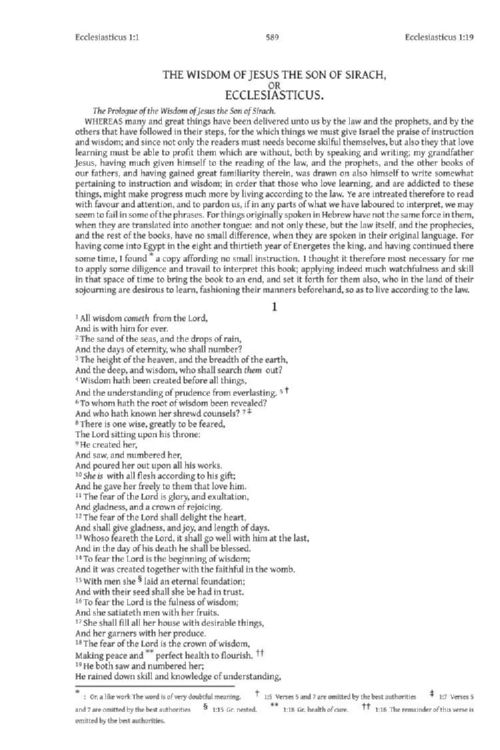 Ecclesiasticus 1:1 589 Ecclesiasticus 1:19
THE WISDOM OF JESUS THE SON OF SIRACH,
OR
ECCLESIASTICUS.
The Prologue of the Wisdom of Jesus the Son of Sirach.
WHEREAS many and great things have been delivered unto us by the law and the prophets, and by the
others that have followed in their steps, for the which things we must give Israel the praise of instruction
and wisdom; and since not only the readers must needs become skilful themselves, but also they that love
learning must be able to profit them which are without, both by speaking and writing; my grandfather
Jesus, having much given himself to the reading of the law, and the prophets, and the other books of
our fathers, and having gained great familiarity therein, was drawn on also himself to write somewhat
pertaining to instruction and wisdom; in order that those who love learning, and are addicted to these
things, might make progress much more by living according to the law. Ye are intreated therefore to read
with favour and attention, and to pardon us, if in any parts of what we have laboured to interpret, we may
seem to fail in some of the phrases. For things originally spoken in Hebrew have not the same force in them,
when they are translated into another tongue: and not only these, but the law itself, and the prophecies,
and the rest of the books, have no small difference, when they are spoken in their original language. For
having come into Egypt in the eight and thirtieth year of Energetes the king, and having continued there
some time, I found * a copy affording no small instruction. I thought it therefore most necessary for me
to apply some diligence and travail to interpret this book; applying indeed much watchfulness and skill
in that space of time to bring the book to an end, and set it forth for them also, who in the land of their
sojourning are desirous to learn, fashioning their manners beforehand, so as to live according to the law.
1
1 All wisdom cometh from the Lord,
And is with him for ever.
2 The sand of the seas, and the drops of rain,
And the days of eternity, who shall number?
3 The height of the heaven, and the breadth of the earth,
And the deep, and wisdom, who shall search them out?
4 Wisdom hath been created before all things,
And the understanding of prudence from everlasting. 5 †
6 To whom hath the root of wisdom been revealed?
And who hath known her shrewd counsels? 7 ‡
8 There is one wise, greatly to be feared,
The Lord sitting upon his throne:
9 He created her,
And saw, and numbered her,
And poured her out upon all his works.
10 She is with all flesh according to his gift;
And he gave her freely to them that love him.
11 The fear of the Lord is glory, and exultation,
And gladness, and a crown of rejoicing.
12 The fear of the Lord shall delight the heart,
And shall give gladness, and joy, and length of days.
13 Whoso feareth the Lord, it shall go well with him at the last,
And in the day of his death he shall be blessed.
14 To fear the Lord is the beginning of wisdom;
And it was created together with the faithful in the womb.
15 With men she § laid an eternal foundation;
And with their seed shall she be had in trust.
16 To fear the Lord is the fulness of wisdom;
And she satiateth men with her fruits.
17 She shall fill all her house with desirable things,
And her garners with her produce.
18 The fear of the Lord is the crown of wisdom,
Making peace and ** perfect health to flourish. ††
19 He both saw and numbered her;
He rained down skill and knowledge of understanding,
* : Or, a like work The word is of very doubtful meaning. † 1:5 Verses 5 and 7 are omitted by the best authorities ‡ 1:7 Verses 5
and 7 are omitted by the best authorities § 1:15 Gr. nested. ** 1:18 Gr. health of cure. †† 1:18 The remainder of this verse is
omitted by the best authorities.